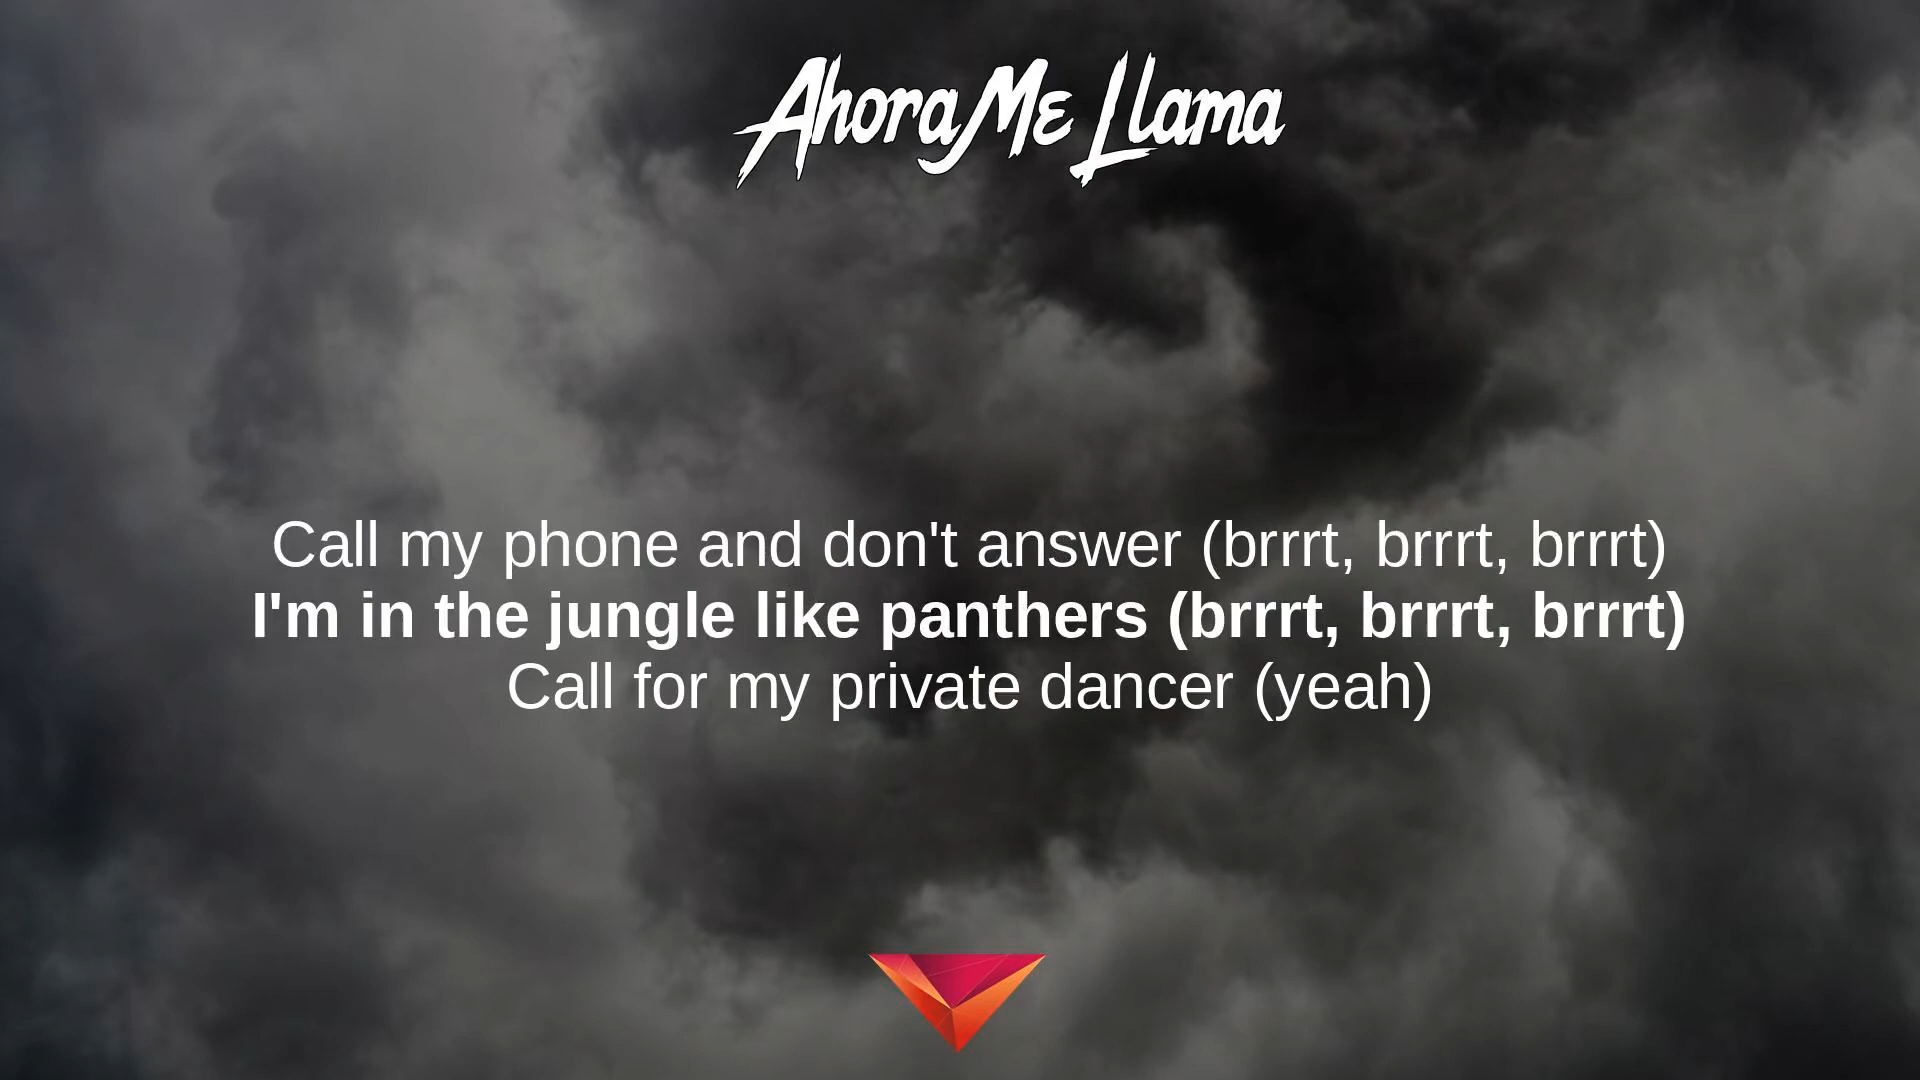 Ahora Me Llama
Call my phone and don't answer (brrrt, brrrt, brrrt)
I'm in the jungle like panthers (brrrt, brrrt, brrrt)
Call for my private dancer (yeah)